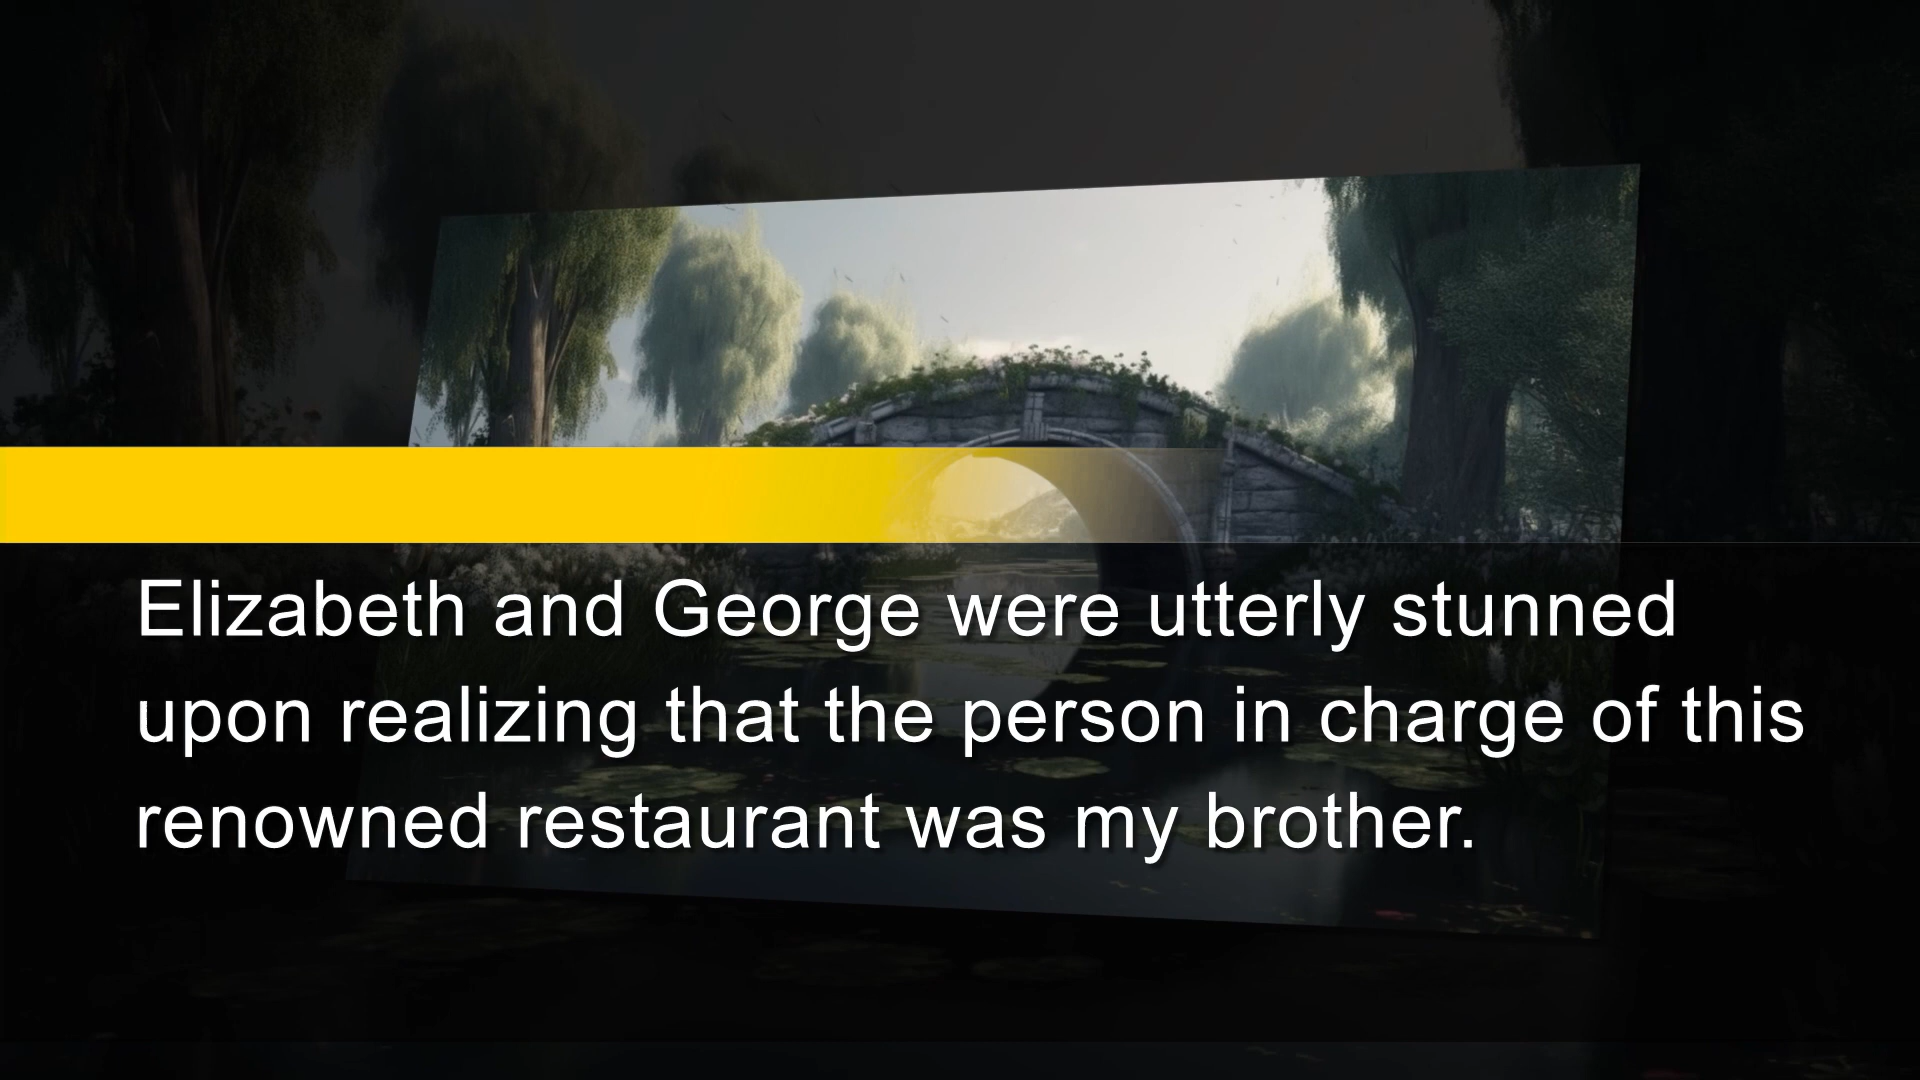 Elizabeth and George were utterly stunned
upon realizing that the person in charge of this
renowned restaurant was my brother.